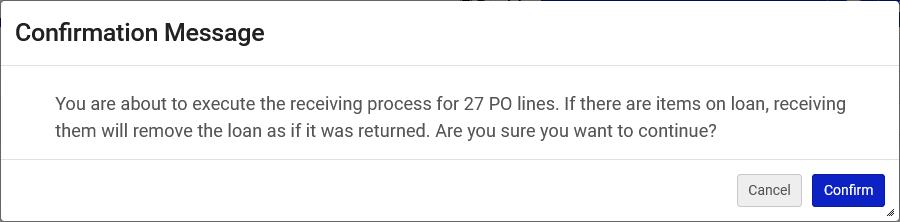 Confirmation Message
You are about to execute the receiving process for 27 PO lines. If there are items on loan, receiving
them will remove the loan as if it was returned. Are you sure you want to continue?
Cancel
Confirm